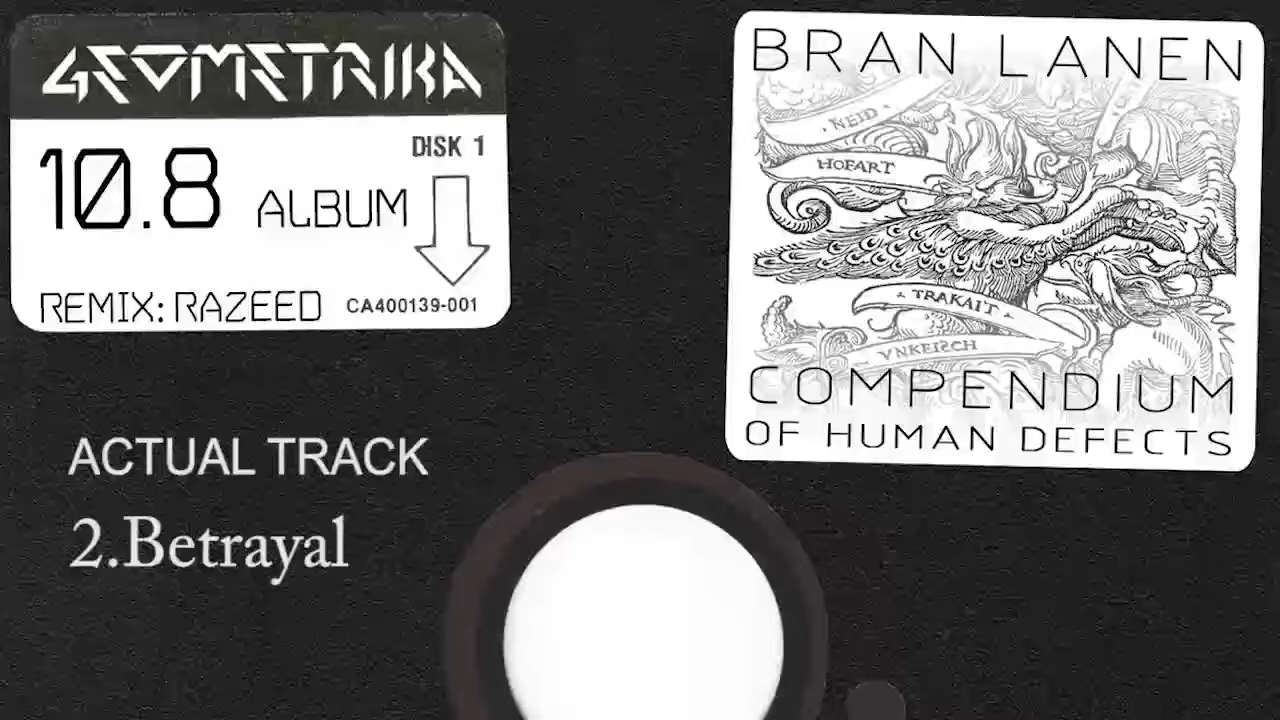 GEOMETRIKA
DISK 1
10.8 ALBUM
REMIX: RAZEED CA400139-001
BRAN LANEN
NEID
HOFART
TRAKAIT
VNKEISCH
COMPENDIUM
OF HUMAN DEFECTS
ACTUAL TRACK
2.Betrayal